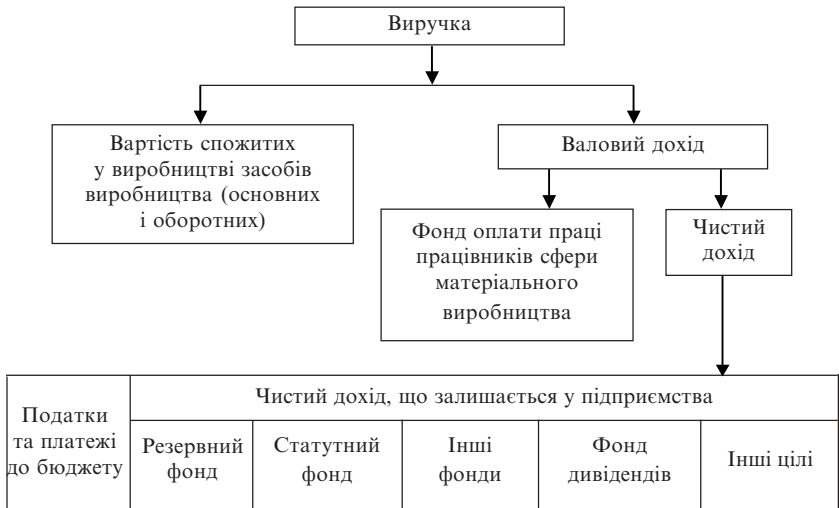 Виручка
Вартість спожитих
у виробництві засобів
виробництва (основних
і оборотних)
Валовий дохід
Фонд оплати праці
працівників сфери
матеріального
виробництва
Чистий
дохід
Податки
та платежі
до бюджету
Чистий дохід, що залишається у підприємства
Резервний
фонд
Статутний
фонд
Інші
фонди
Фонд
дивідендів
Інші цілі